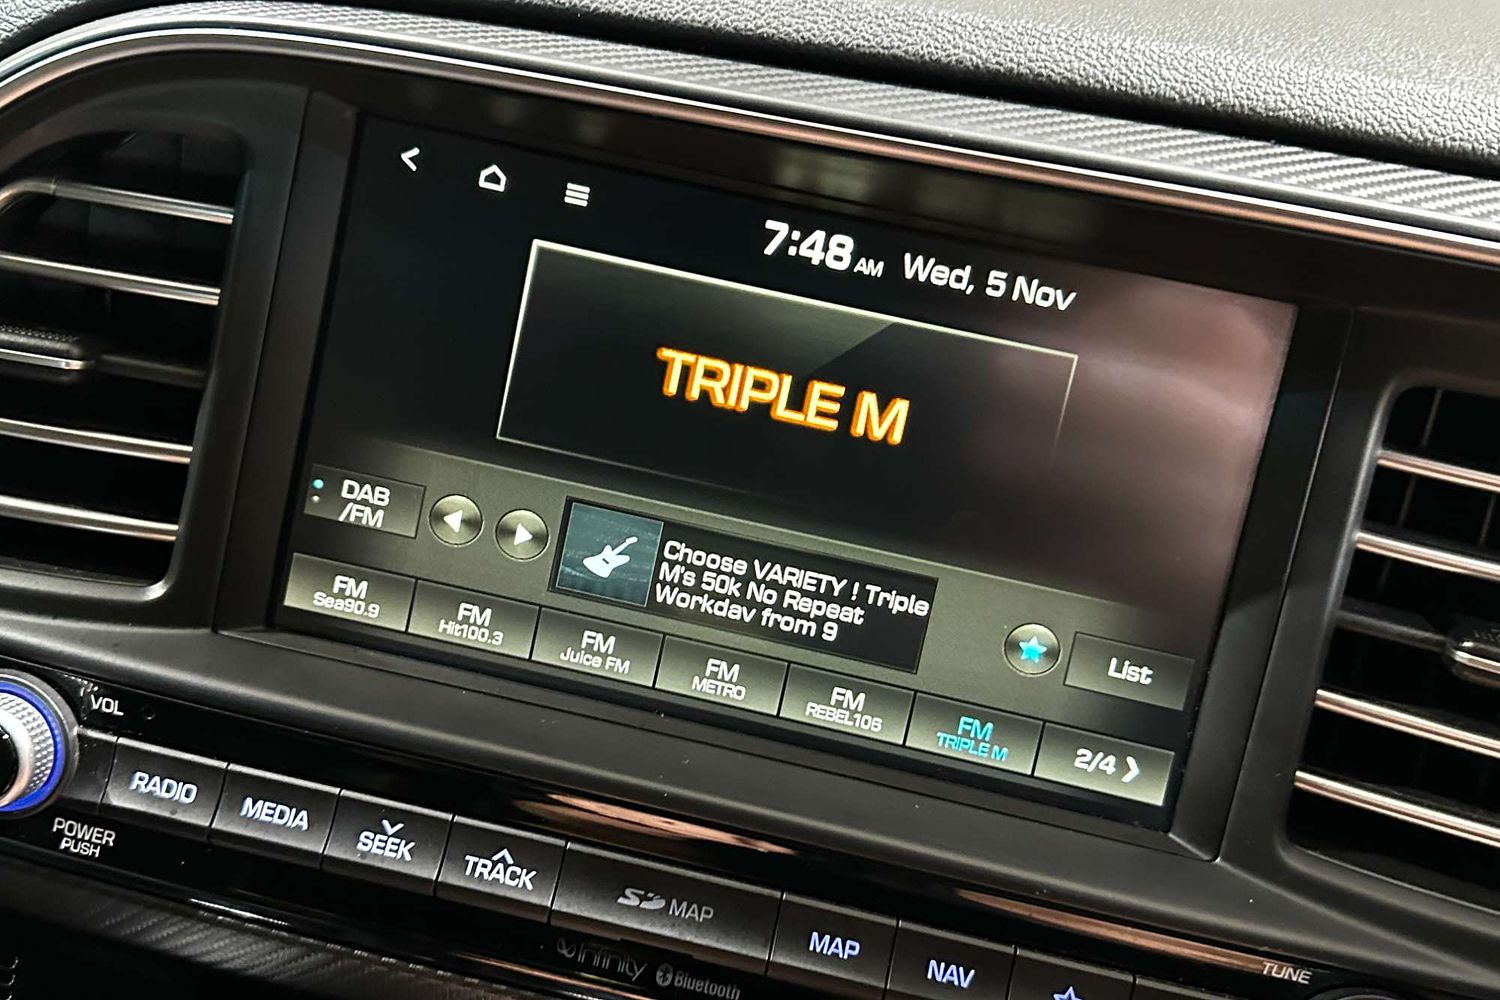 7:48 AM Wed, 5 Nov
TRIPLE M
DAB
/FM
Choose VARIETY ! Triple
M's 50k No Repeat
Workday from 9
List
FM
Sea90.9
FM
Hit100.3
FM
Juice FM
FM
METRO
FM
REBEL106
FM
TRIPLE M
2/4
VOL
POWER
PUSH
RADIO
MEDIA
SEEK
TRACK
SD MAP
MAP
NAV
TUNE
Infinity
Bluetooth